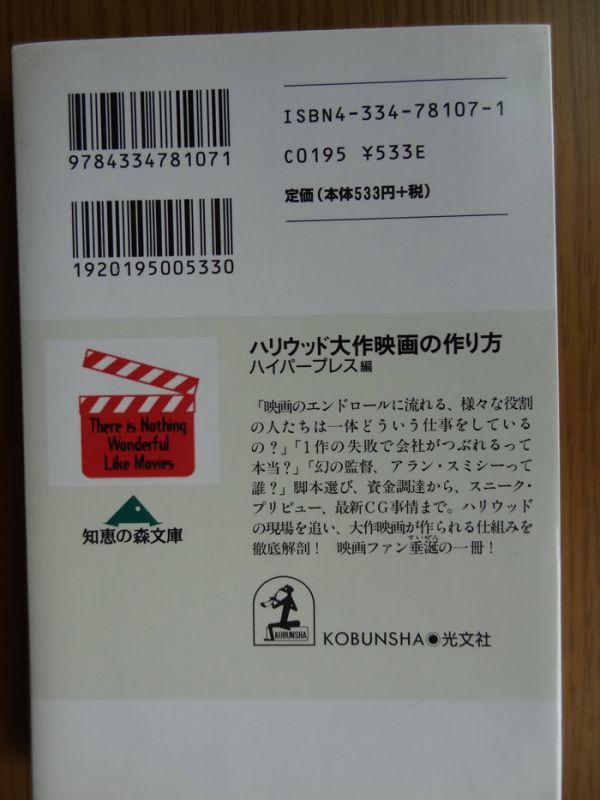 9784334781071
ISBN4-334-78107-1
C0195 ¥533E
定価(本体533円+税)
1920195005330
There is Nothing
Wonderful
Like Movies
知恵の森文庫
ハリウッド大作映画の作り方
ハイパープレス編
「映画のエンドロールに流れる、様々な役割
の人たちは一体どういう仕事をしている
の?」「1作の失敗で会社がつぶれるって
本当?」「幻の監督、アラン・スミシーって
誰?」脚本選び、資金調達から、スニーク・
プリビュー、最新CG事情まで。ハリウッド
の現場を追い、大作映画が作られる仕組みを
すいぜん
徹底解剖! 映画ファン垂涎の一冊!
KOBUNSHA
KOBUNSHA◉光文社